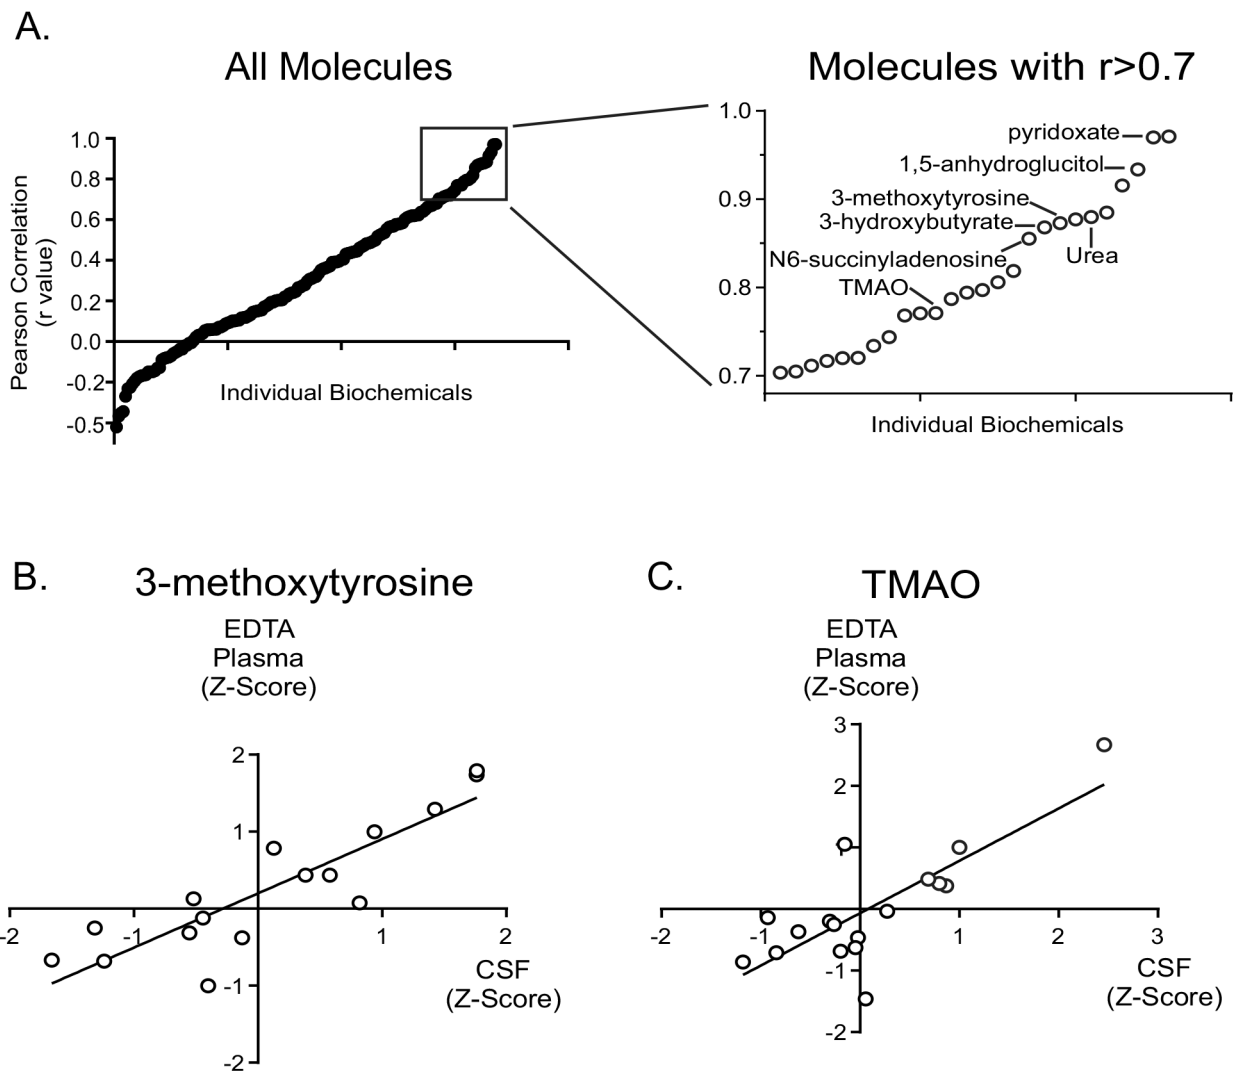 A.
All Molecules
Pearson Correlation
(r value)
1.0
0.8
0.6
0.4
0.2
0.0
-0.2
-0.5
Individual Biochemicals
Molecules with r>0.7
1.0
0.9
0.8
0.7
pyridoxate
1,5-anhydroglucitol
3-methoxytyrosine
3-hydroxybutyrate
N6-succinyladenosine
Urea
TMAO
Individual Biochemicals
B.
3-methoxytyrosine
EDTA
Plasma
(Z-Score)
2
1
-1
-2
-2
-1
1
2
CSF
(Z-Score)
C.
TMAO
EDTA
Plasma
(Z-Score)
3
2
1
-1
-2
-2
-1
1
2
3
CSF
(Z-Score)